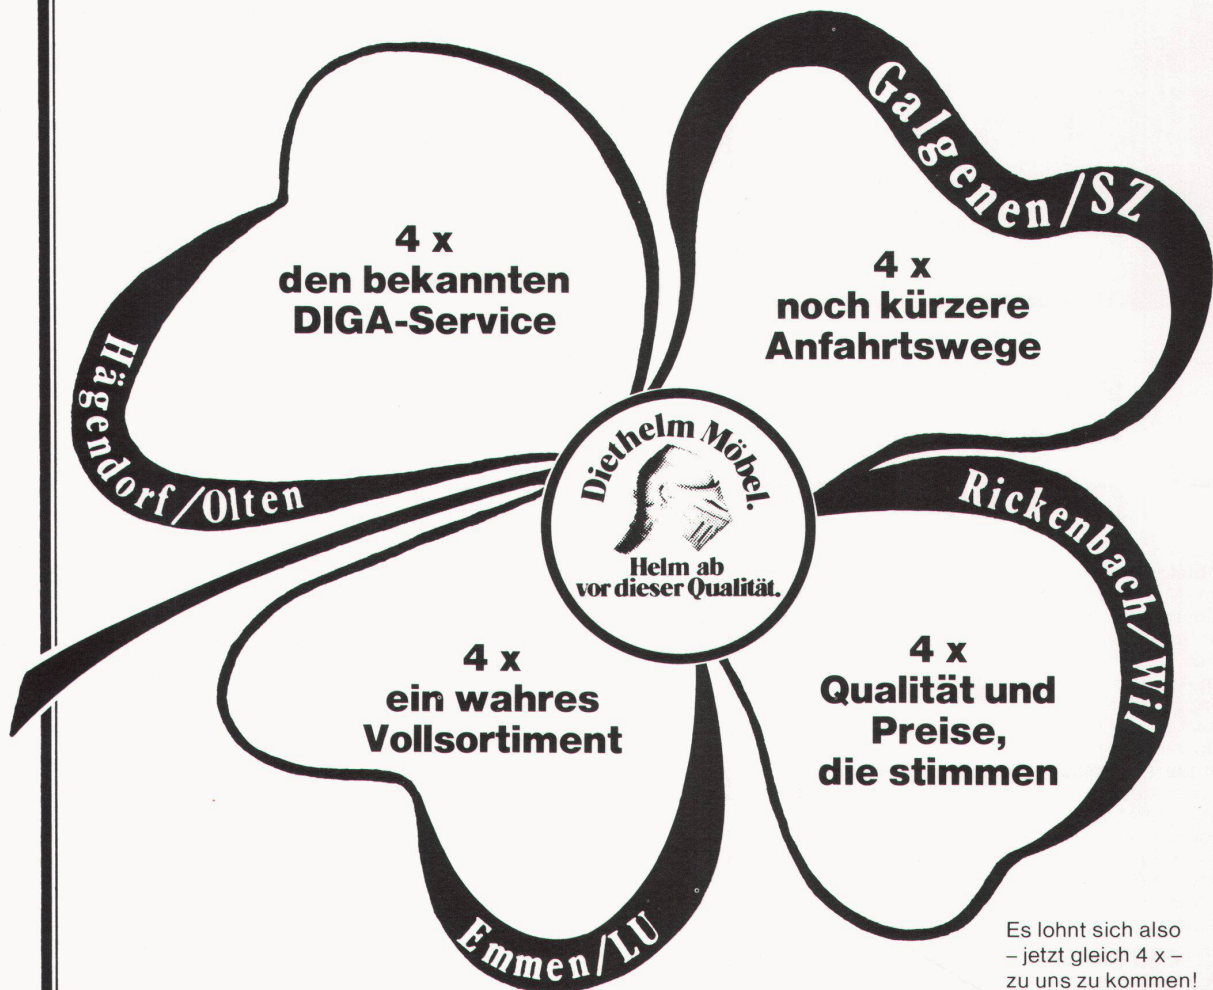 Hägendorf/Olten
4 x
den bekannten
DIGA-Service
Galgenen/SZ
4 x
noch kürzere
Anfahrtswege
Diethelm Möbel.
Helm ab
vor dieser Qualität.
4 x
ein wahres
Vollsortiment
Emmen/LU
Rickenbach/Wil
4 x
Qualität und
Preise,
die stimmen
Es lohnt sich also
– jetzt gleich 4 x –
zu uns zu kommen!